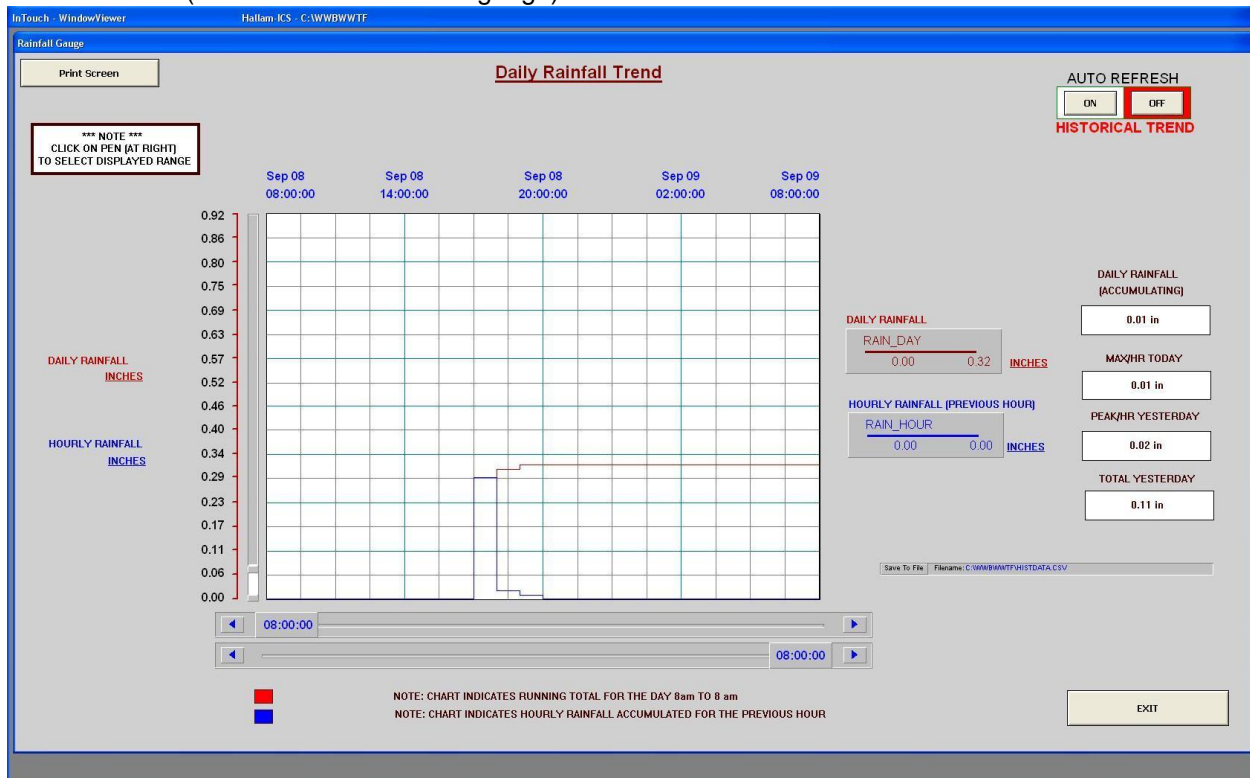 InTouch - WindowViewer Hallam-ICS - C:\WWBWWTF
Rainfall Gauge
Print Screen
Daily Rainfall Trend
AUTO REFRESH
ON OFF
HISTORICAL TREND
*** NOTE ***
CLICK ON PEN (AT RIGHT)
TO SELECT DISPLAYED RANGE
Sep 08 Sep 08 Sep 08 Sep 09 Sep 09
08:00:00 14:00:00 20:00:00 02:00:00 08:00:00
0.92
0.86
0.80
0.75
0.69
0.63
0.57
0.52
0.46
0.40
0.34
0.29
0.23
0.17
0.11
0.06
0.00
DAILY RAINFALL
INCHES
HOURLY RAINFALL
INCHES
DAILY RAINFALL
RAIN_DAY
0.00 0.32 INCHES
HOURLY RAINFALL (PREVIOUS HOUR)
RAIN_HOUR
0.00 0.00 INCHES
DAILY RAINFALL
(ACCUMULATING)
0.01 in
MAX/HR TODAY
0.01 in
PEAK/HR YESTERDAY
0.02 in
TOTAL YESTERDAY
0.11 in
Save To File Filename: C:\WWBWWTF\HISTDATA.CSV
08:00:00
08:00:00
NOTE: CHART INDICATES RUNNING TOTAL FOR THE DAY 8am TO 8 am
NOTE: CHART INDICATES HOURLY RAINFALL ACCUMULATED FOR THE PREVIOUS HOUR
EXIT